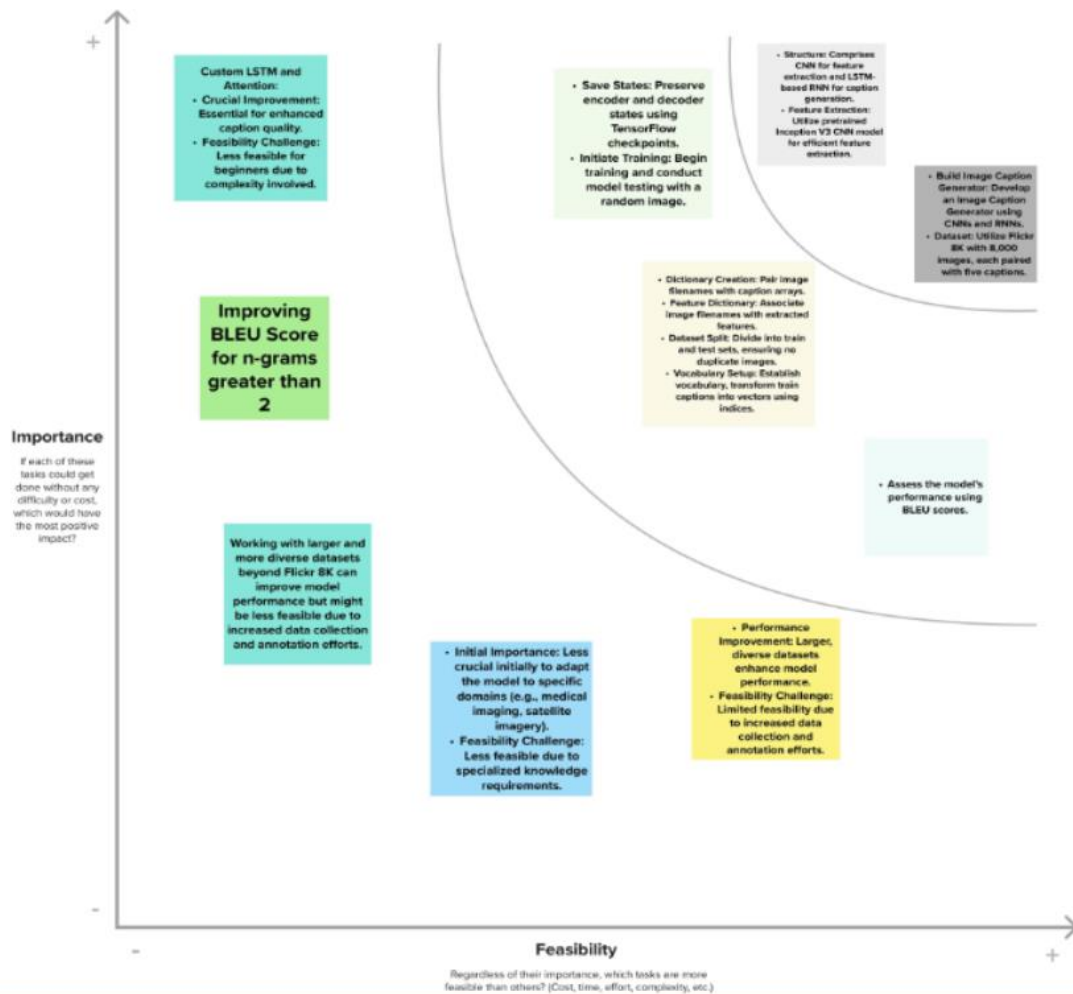 +
Custom LSTM and
Attention:
• Crucial Improvement:
Essential for enhanced
caption quality.
• Feasibility Challenge:
Less feasible for
beginners due to
complexity involved.
• Save States: Preserve
encoder and decoder
states using
TensorFlow
checkpoints.
• Initiate Training: Begin
training and conduct
model testing with a
random image.
• Structure: Comprises
CNN for feature
extraction and LSTM-
based RNN for caption
generation.
• Feature Extraction:
Utilize pretrained
Inception V3 CNN model
for efficient feature
extraction.
• Build Image Caption
Generator: Develop
an Image Caption
Generator using
CNNs and RNNs.
• Dataset: Utilize Flickr
8K with 8,000
images, each paired
with five captions.
• Dictionary Creation: Pair image
filenames with caption arrays.
• Feature Dictionary: Associate
image filenames with extracted
features.
• Dataset Split: Divide into train
and test sets, ensuring no
duplicate images.
• Vocabulary Setup: Establish
vocabulary, transform train
captions into vectors using
indices.
Improving
BLEU Score
for n-grams
greater than
2
Importance
If each of these
tasks could get
done without any
difficulty or cost,
which would have
the most positive
impact?
• Assess the model's
performance using
BLEU scores.
Working with larger and
more diverse datasets
beyond Flickr 8K can
improve model
performance but might
be less feasible due to
increased data collection
and annotation efforts.
• Initial Importance: Less
crucial initially to adapt
the model to specific
domains (e.g., medical
imaging, satellite
imagery).
• Feasibility Challenge:
Less feasible due to
specialized knowledge
requirements.
• Performance
Improvement: Larger,
diverse datasets
enhance model
performance.
• Feasibility Challenge:
Limited feasibility due
to increased data
collection and
annotation efforts.
-
-
Feasibility
+
Regardless of their importance, which tasks are more
feasible than others? (Cost, time, effort, complexity, etc.)